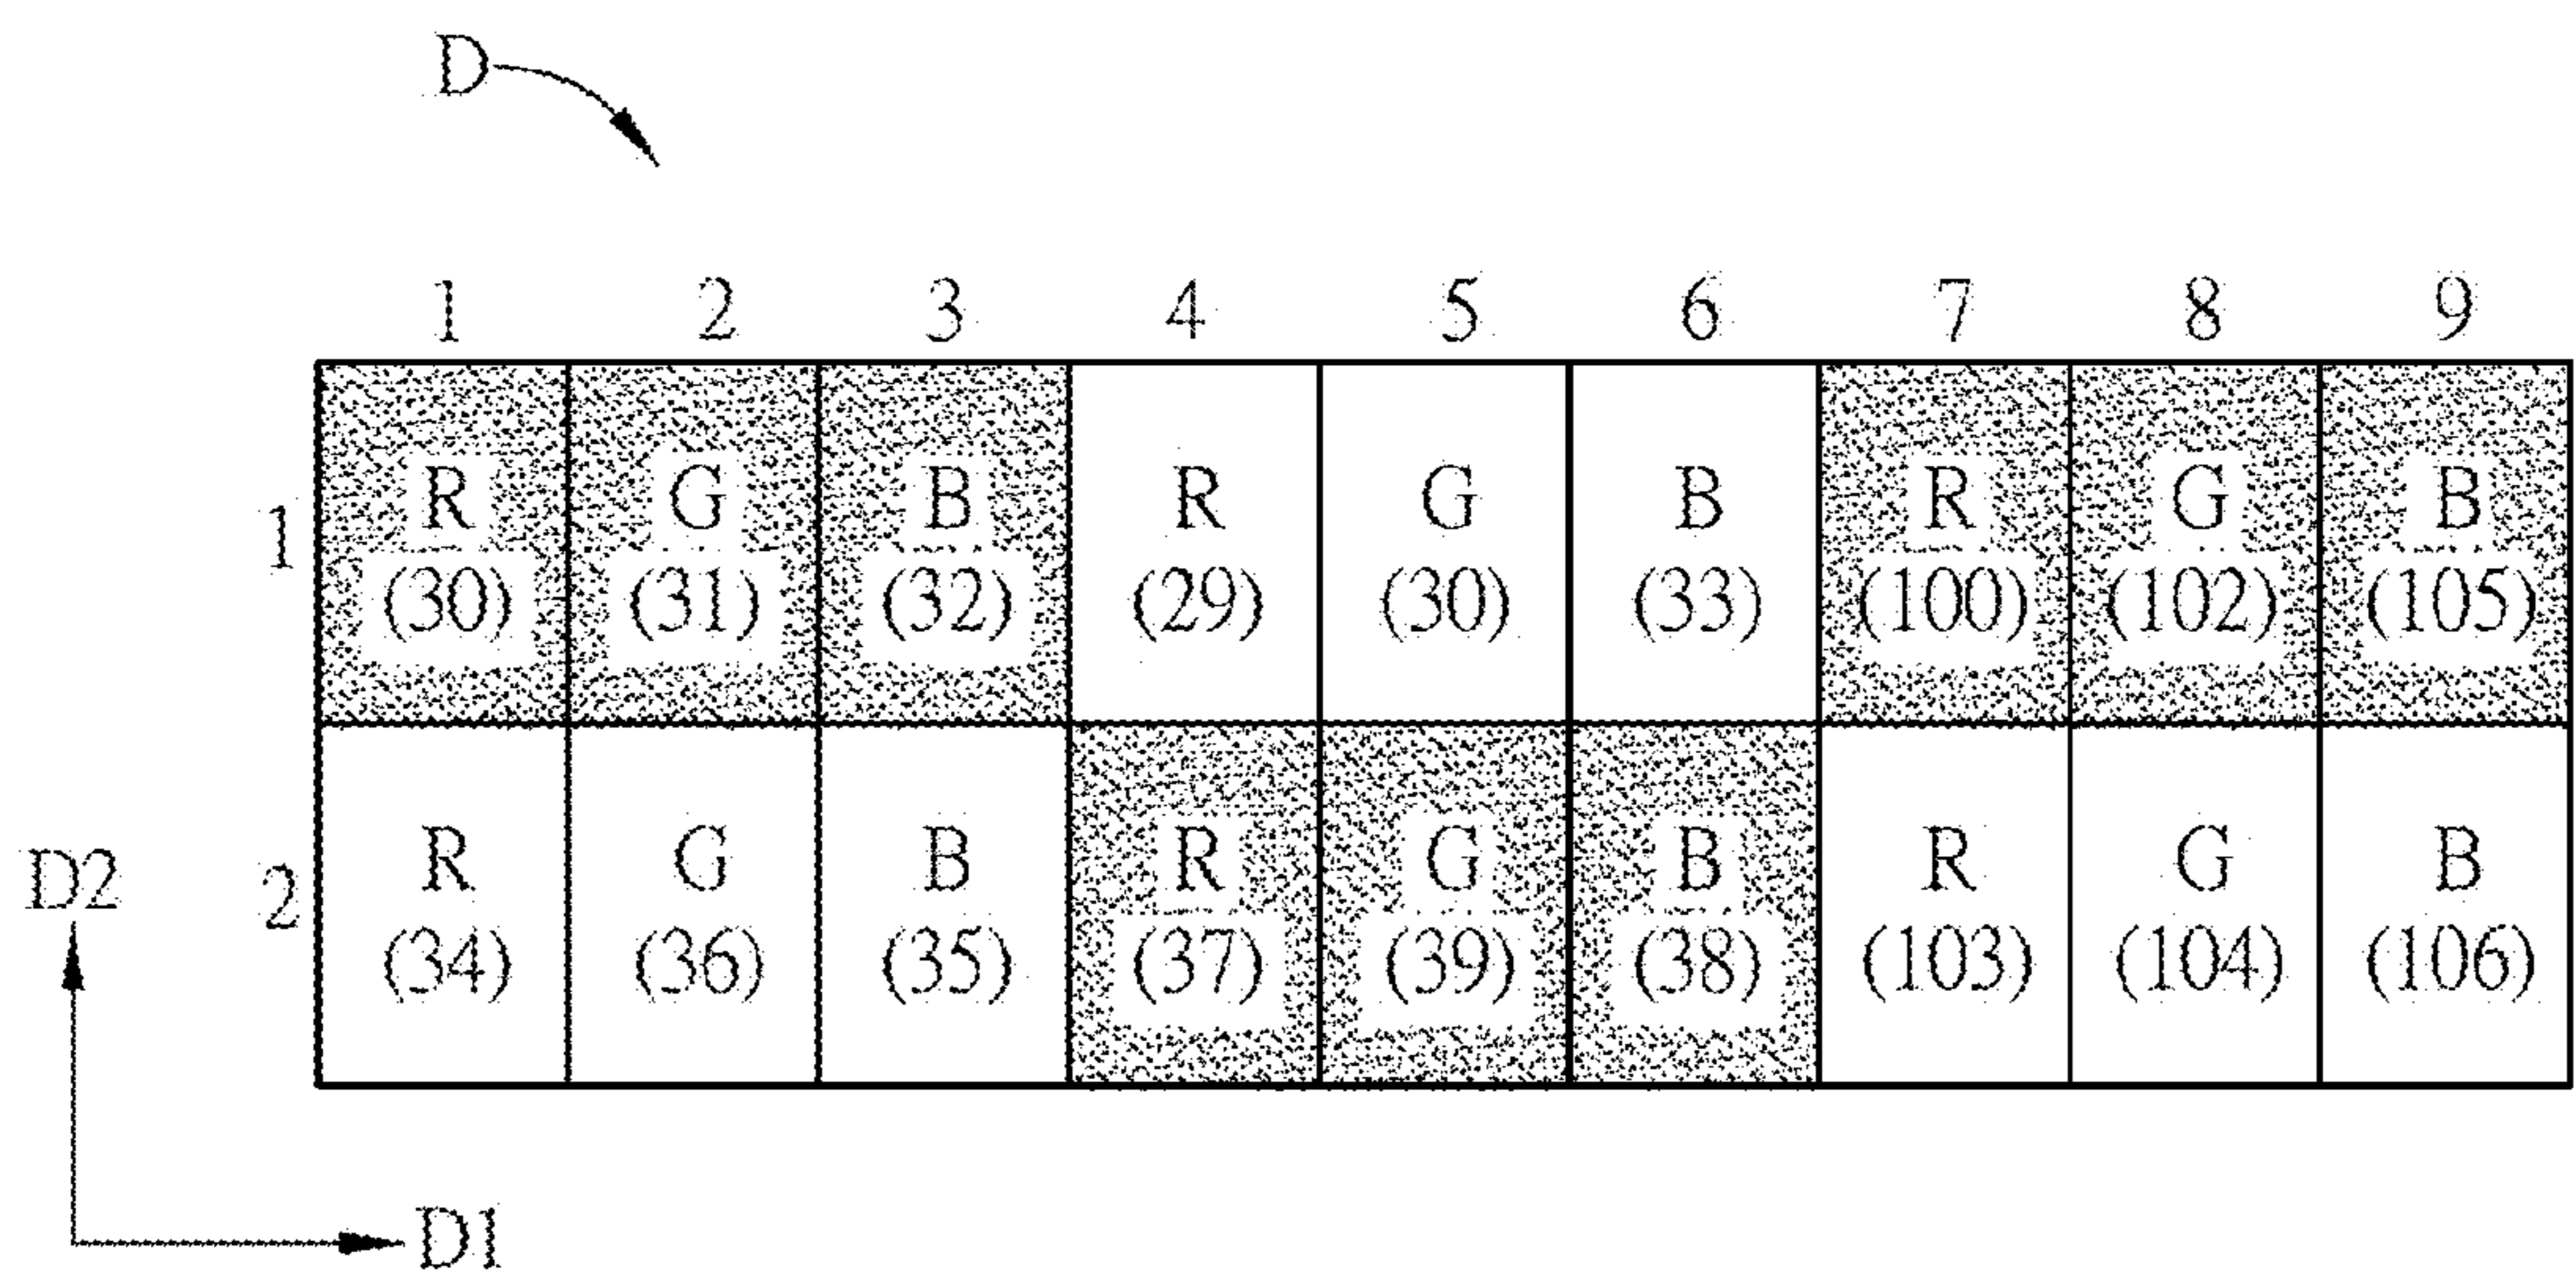 D
1 2 3 4 5 6 7 8 9
1 R G B R G B R G B
(30) (31) (32) (29) (30) (33) (100) (102) (105)
2 R G B R G B R G B
(34) (36) (35) (37) (39) (38) (103) (104) (106)
D2
D1